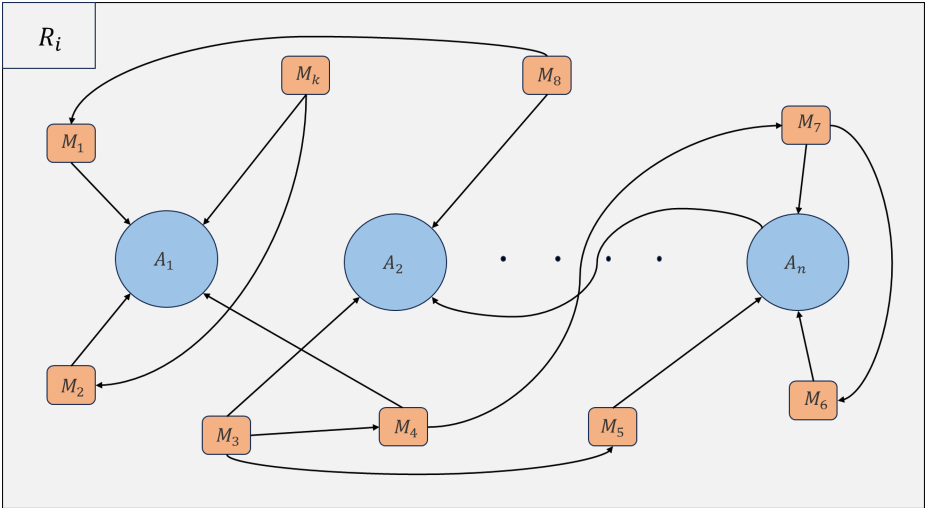 R_i
M_k
M_8
M_7
M_1
A_1
A_2
. . . .
A_n
M_2
M_3
M_4
M_5
M_6